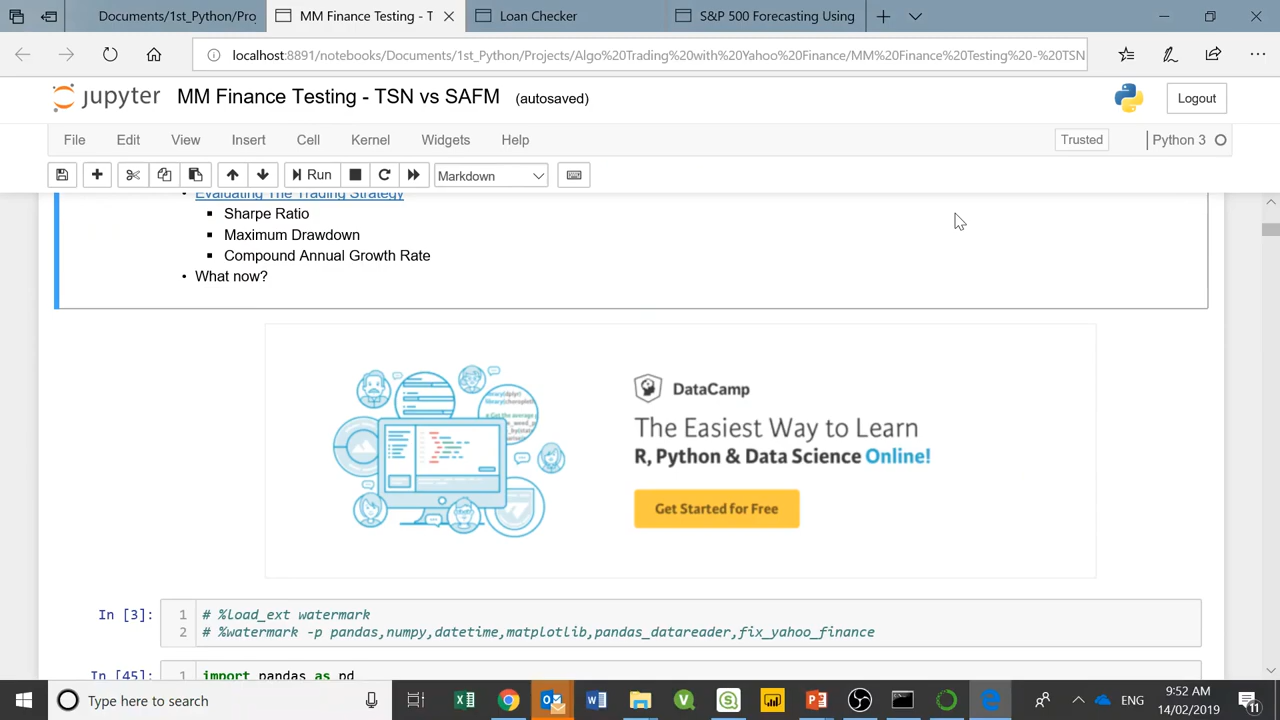 Documents/1st_Python/Pro
MM Finance Testing - T
Loan Checker
S&P 500 Forecasting Using
localhost:8891/notebooks/Documents/1st_Python/Projects/Algo%20Trading%20with%20Yahoo%20Finance/MM%20Finance%20Testing%20-%20TSN
jupyter
MM Finance Testing - TSN vs SAFM (autosaved)
Logout
File
Edit
View
Insert
Cell
Kernel
Widgets
Help
Trusted
Python 3
Run
Markdown
Evaluating The Trading Strategy
Sharpe Ratio
Maximum Drawdown
Compound Annual Growth Rate
What now?
DataCamp
The Easiest Way to Learn
R, Python & Data Science Online!
Get Started for Free
In [3]:
1 # %load_ext watermark
2 # %watermark -p pandas,numpy,datetime,matplotlib,pandas_datareader,fix_yahoo_finance
In [45]:
1 import pandas as pd
Type here to search
ENG
9:52 AM
14/02/2019
11